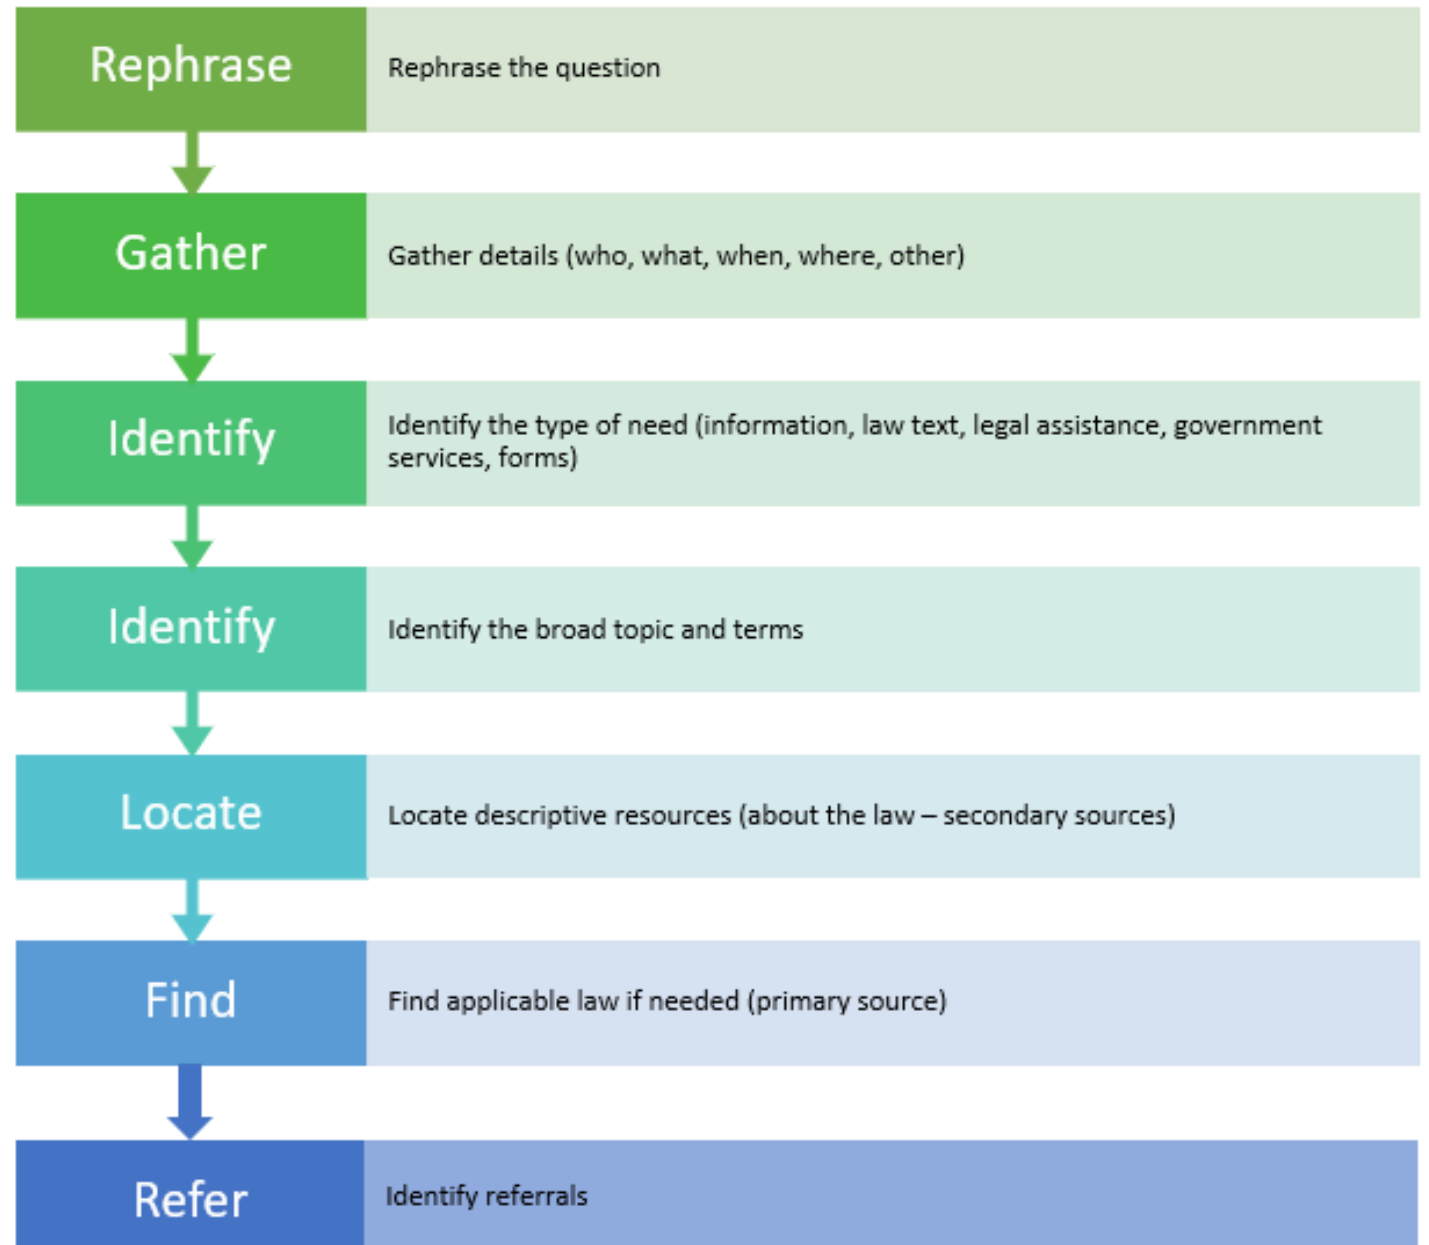 Rephrase
Rephrase the question
Gather
Gather details (who, what, when, where, other)
Identify
Identify the type of need (information, law text, legal assistance, government
services, forms)
Identify
Identify the broad topic and terms
Locate
Locate descriptive resources (about the law – secondary sources)
Find
Find applicable law if needed (primary source)
Refer
Identify referrals